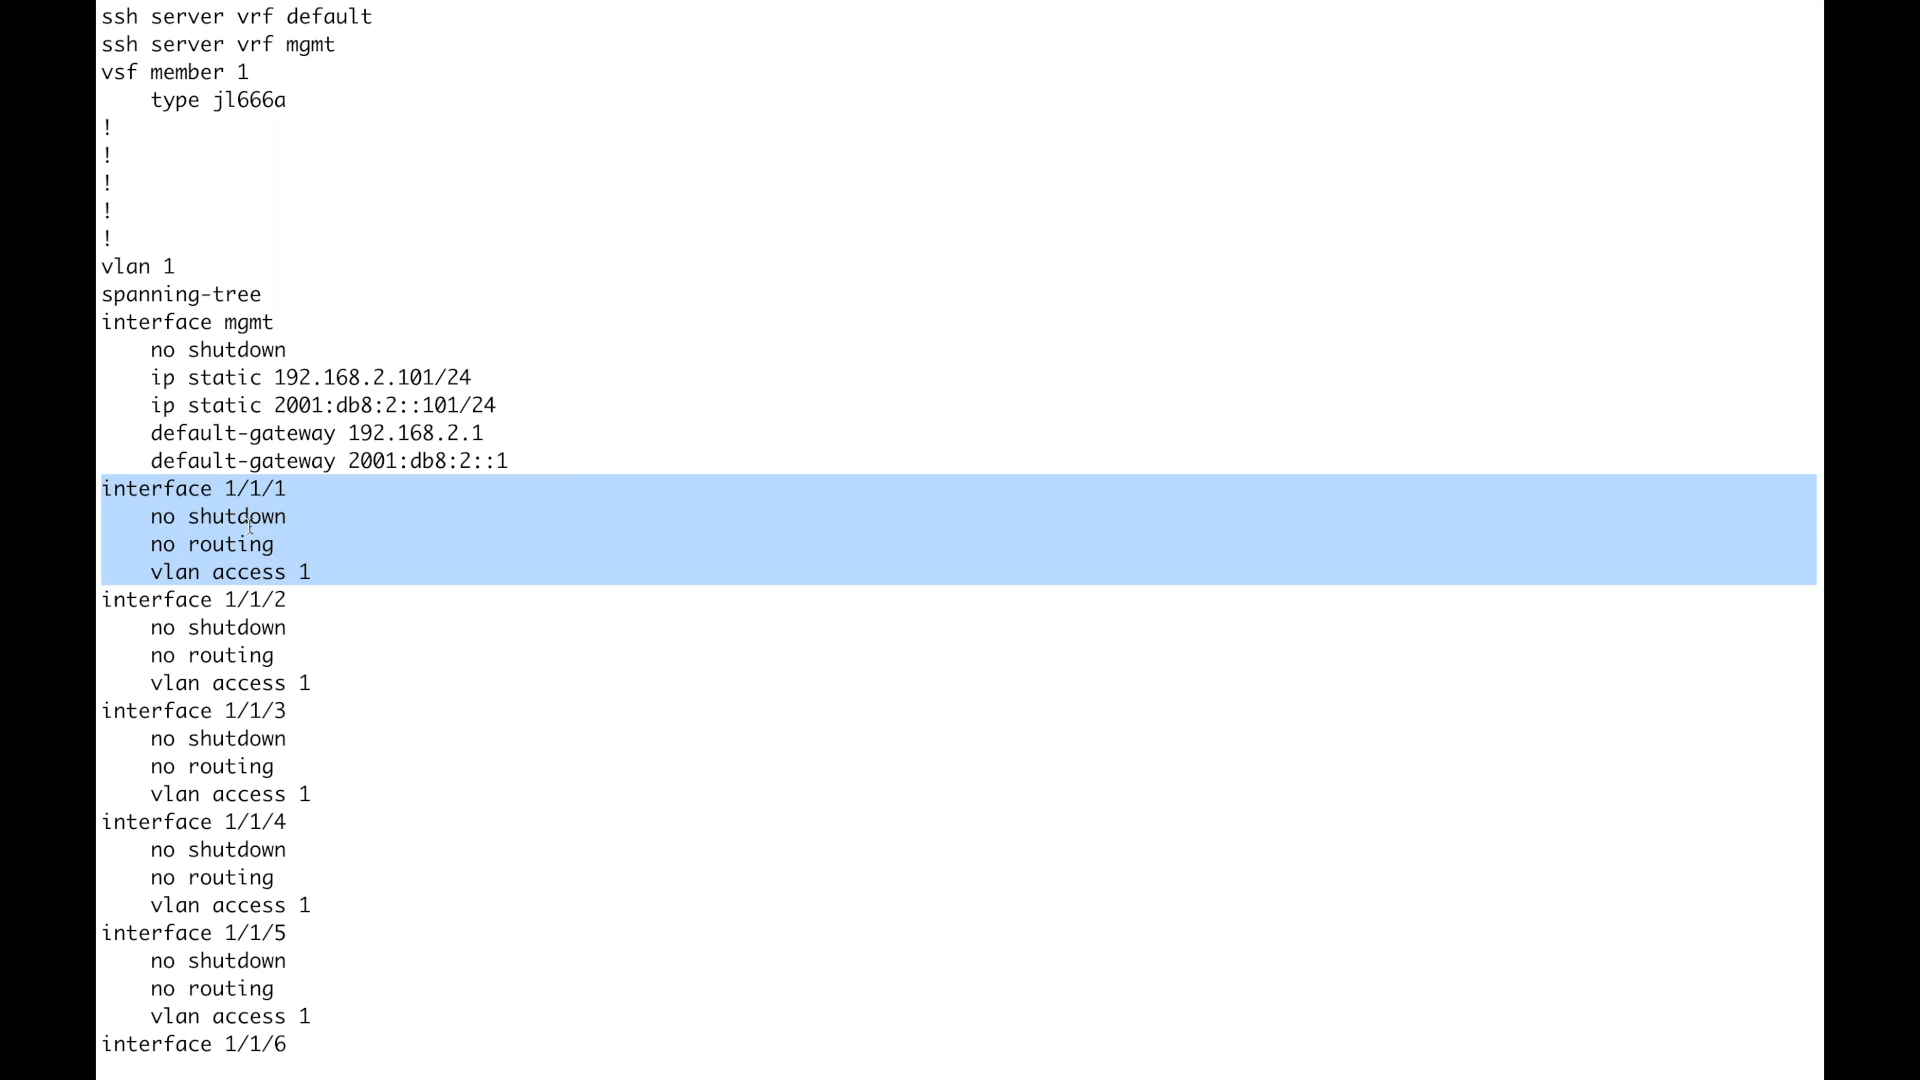 ssh server vrf default
ssh server vrf mgmt
vsf member 1
    type jl666a
!
!
!
!
!
vlan 1
spanning-tree
interface mgmt
    no shutdown
    ip static 192.168.2.101/24
    ip static 2001:db8:2::101/24
    default-gateway 192.168.2.1
    default-gateway 2001:db8:2::1
interface 1/1/1
    no shutdown
    no routing
    vlan access 1
interface 1/1/2
    no shutdown
    no routing
    vlan access 1
interface 1/1/3
    no shutdown
    no routing
    vlan access 1
interface 1/1/4
    no shutdown
    no routing
    vlan access 1
interface 1/1/5
    no shutdown
    no routing
    vlan access 1
interface 1/1/6